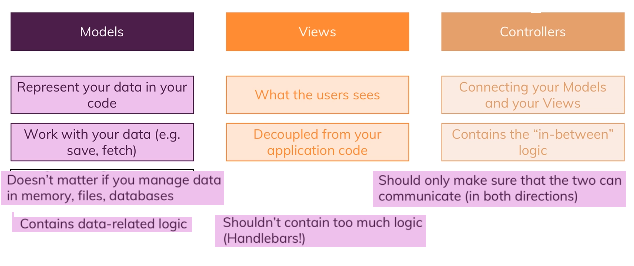 Models
Views
Controllers
Represent your data in your
code
What the users sees
Connecting your Models
and your Views
Work with your data (e.g.
save, fetch)
Decoupled from your
application code
Contains the “in-between”
logic
Doesn’t matter if you manage data
in memory, files, databases
Should only make sure that the two can
communicate (in both directions)
Contains data-related logic
Shouldn’t contain too much logic
(Handlebars!)